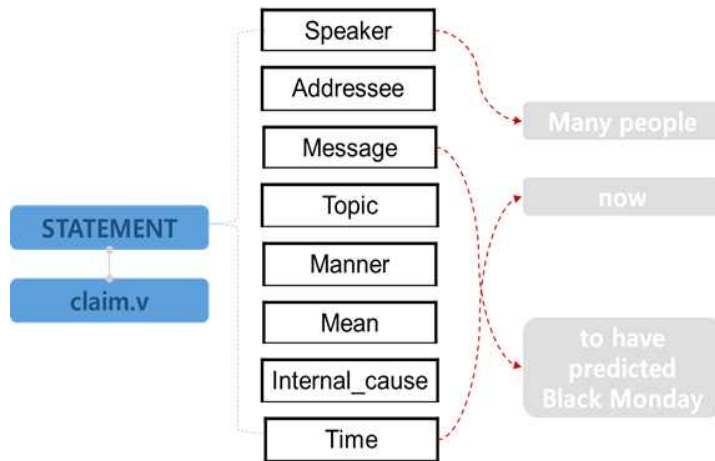 Speaker
Addressee
Message
Topic
Manner
Mean
Internal_cause
Time
STATEMENT
claim.v
Many people
now
to have
predicted
Black Monday